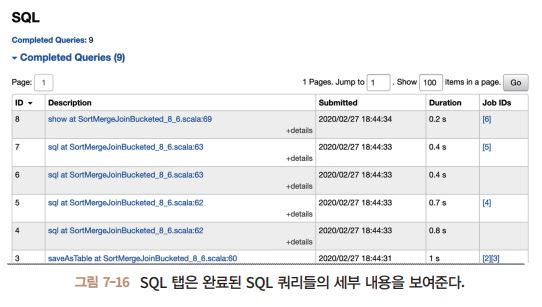 SQL
Completed Queries: 9
Completed Queries (9)
Page: 1
1 Pages. Jump to 1 . Show 100 items in a page. Go
ID Description Submitted Duration Job IDs
8 show at SortMergeJoinBucketed_8_6.scala:69 2020/02/27 18:44:34 0.2 s [6]
+details
7 sql at SortMergeJoinBucketed_8_6.scala:63 2020/02/27 18:44:33 0.4 s [5]
+details
6 sql at SortMergeJoinBucketed_8_6.scala:63 2020/02/27 18:44:33 0.4 s
+details
5 sql at SortMergeJoinBucketed_8_6.scala:62 2020/02/27 18:44:33 0.7 s [4]
+details
4 sql at SortMergeJoinBucketed_8_6.scala:62 2020/02/27 18:44:33 0.8 s
+details
3 saveAsTable at SortMergeJoinBucketed_8_6.scala:60 2020/02/27 18:44:31 1 s [2][3]
그림 7-16 SQL 탭은 완료된 SQL 쿼리들의 세부 내용을 보여준다.